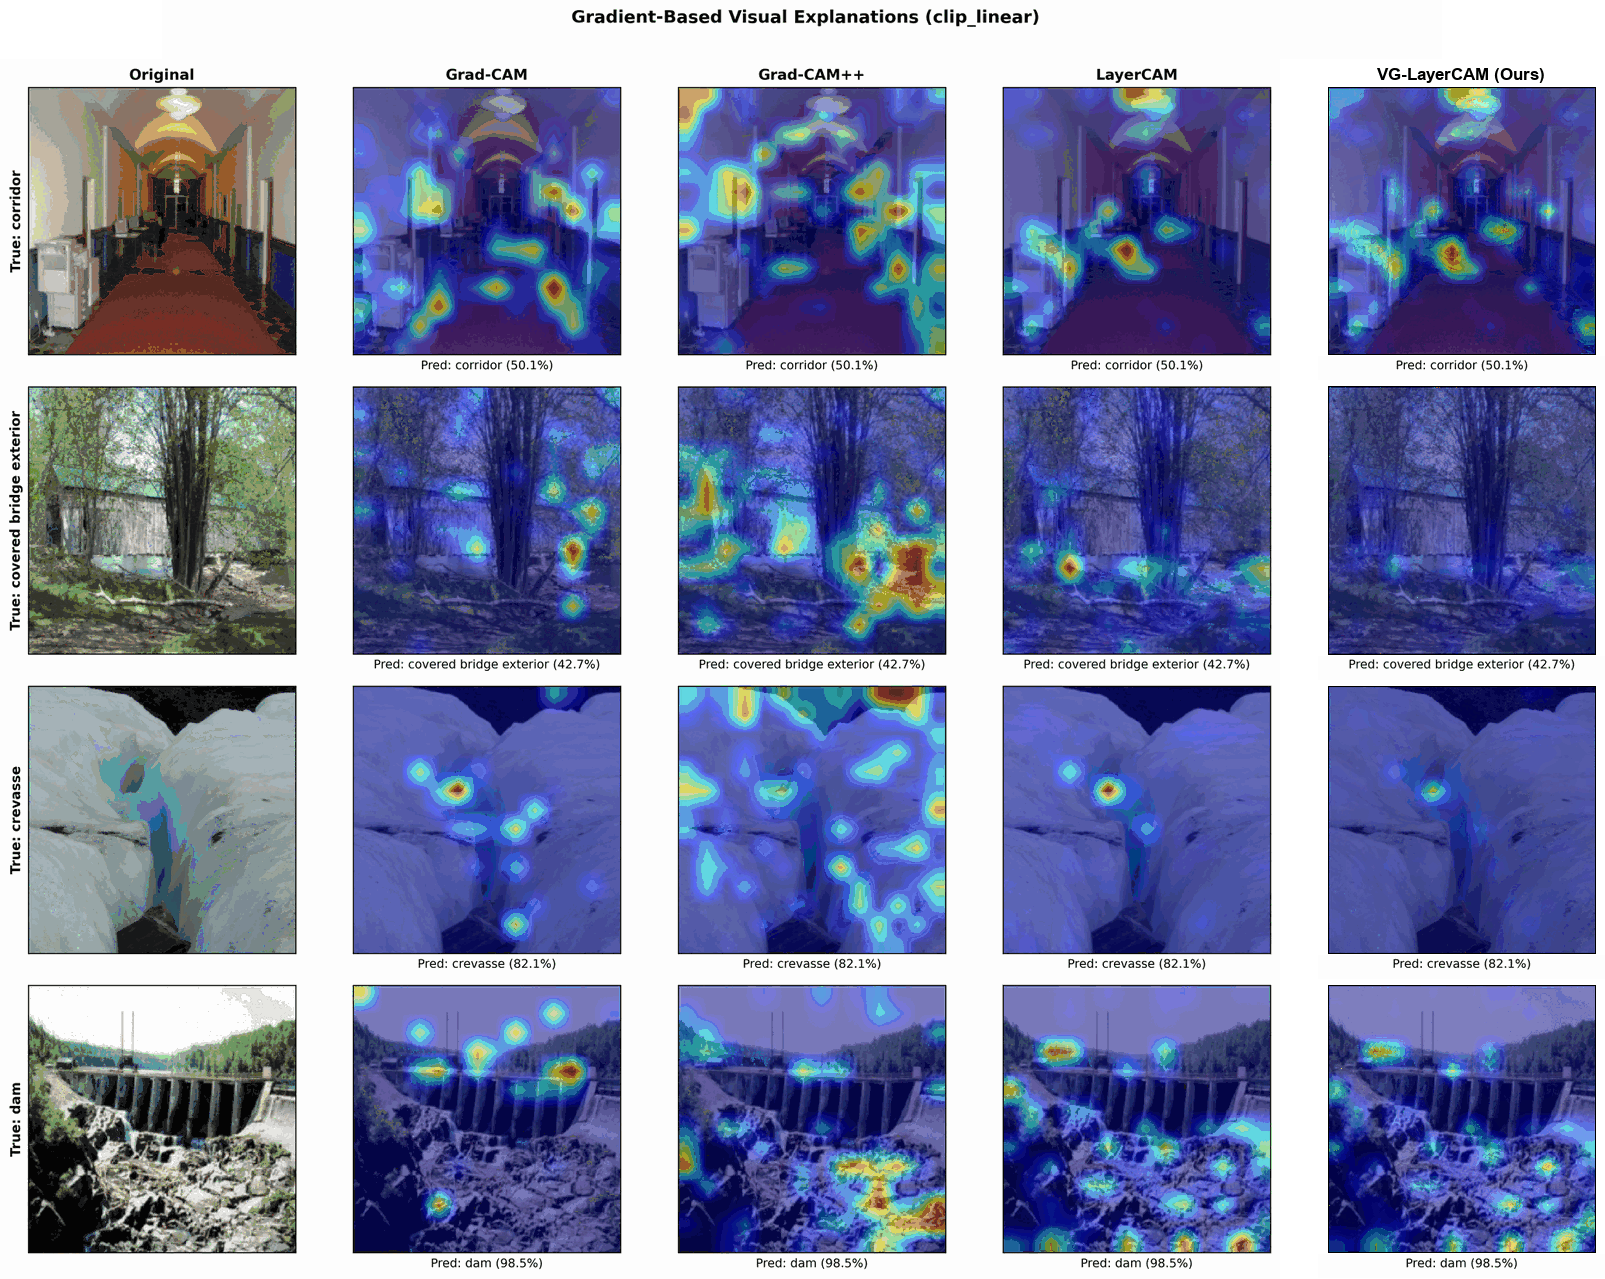 Gradient-Based Visual Explanations (clip_linear)
Original
Grad-CAM
Grad-CAM++
LayerCAM
VG-LayerCAM (Ours)
True: corridor
Pred: corridor (50.1%)
Pred: corridor (50.1%)
Pred: corridor (50.1%)
Pred: corridor (50.1%)
True: covered bridge exterior
Pred: covered bridge exterior (42.7%)
Pred: covered bridge exterior (42.7%)
Pred: covered bridge exterior (42.7%)
Pred: covered bridge exterior (42.7%)
True: crevasse
Pred: crevasse (82.1%)
Pred: crevasse (82.1%)
Pred: crevasse (82.1%)
Pred: crevasse (82.1%)
True: dam
Pred: dam (98.5%)
Pred: dam (98.5%)
Pred: dam (98.5%)
Pred: dam (98.5%)